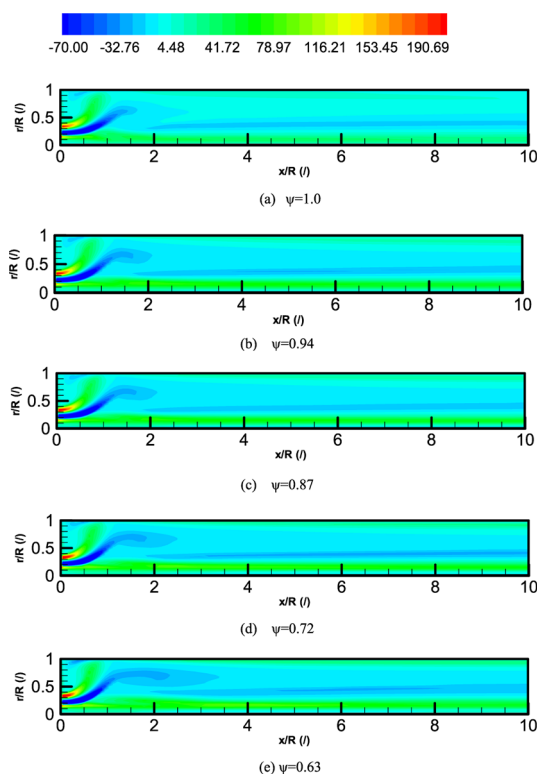 -70.00 -32.76 4.48 41.72 78.97 116.21 153.45 190.69
r/R (/)
1
0.5
0
0 2 4 6 8 10
x/R (/)
(a) ψ=1.0
r/R (/)
1
0.5
0
0 2 4 6 8 10
x/R (/)
(b) ψ=0.94
r/R (/)
1
0.5
0
0 2 4 6 8 10
x/R (/)
(c) ψ=0.87
r/R (/)
1
0.5
0
0 2 4 6 8 10
x/R (/)
(d) ψ=0.72
r/R (/)
1
0.5
0
0 2 4 6 8 10
x/R (/)
(e) ψ=0.63